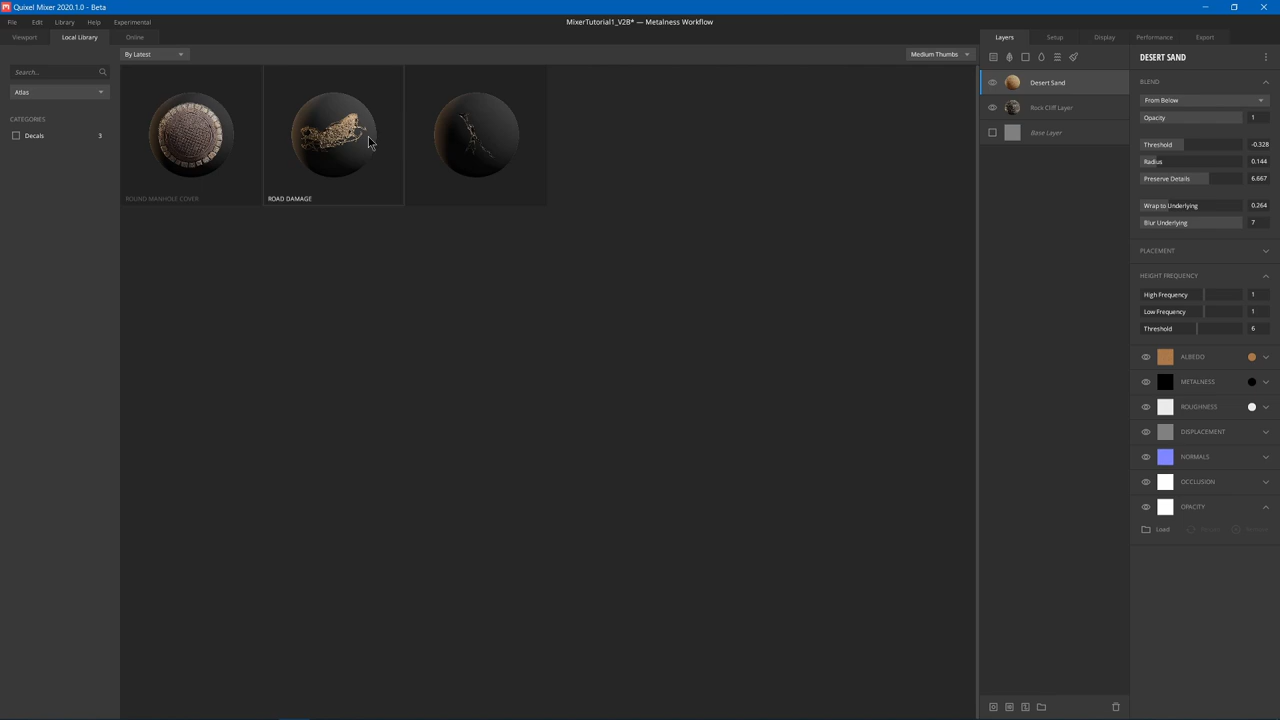 Quixel Mixer 2020.1.0 - Beta
File Edit Library Help Experimental MixerTutorial1_V2B* — Metalness Workflow
Viewport Local Library Online Layers Setup Display Performance Export
By Latest Medium Thumbs DESERT SAND
Search...
Atlas
CATEGORIES
Decals 3
ROUND MANHOLE COVER ROAD DAMAGE
Desert Sand
Rock Cliff Layer
Base Layer
BLEND
From Below
Opacity 1
Threshold -0.328
Radius 0.144
Preserve Details 6.667
Wrap to Underlying 0.264
Blur Underlying 7
PLACEMENT
HEIGHT FREQUENCY
High Frequency 1
Low Frequency 1
Threshold 6
ALBEDO
METALNESS
ROUGHNESS
DISPLACEMENT
NORMALS
OCCLUSION
OPACITY
Load